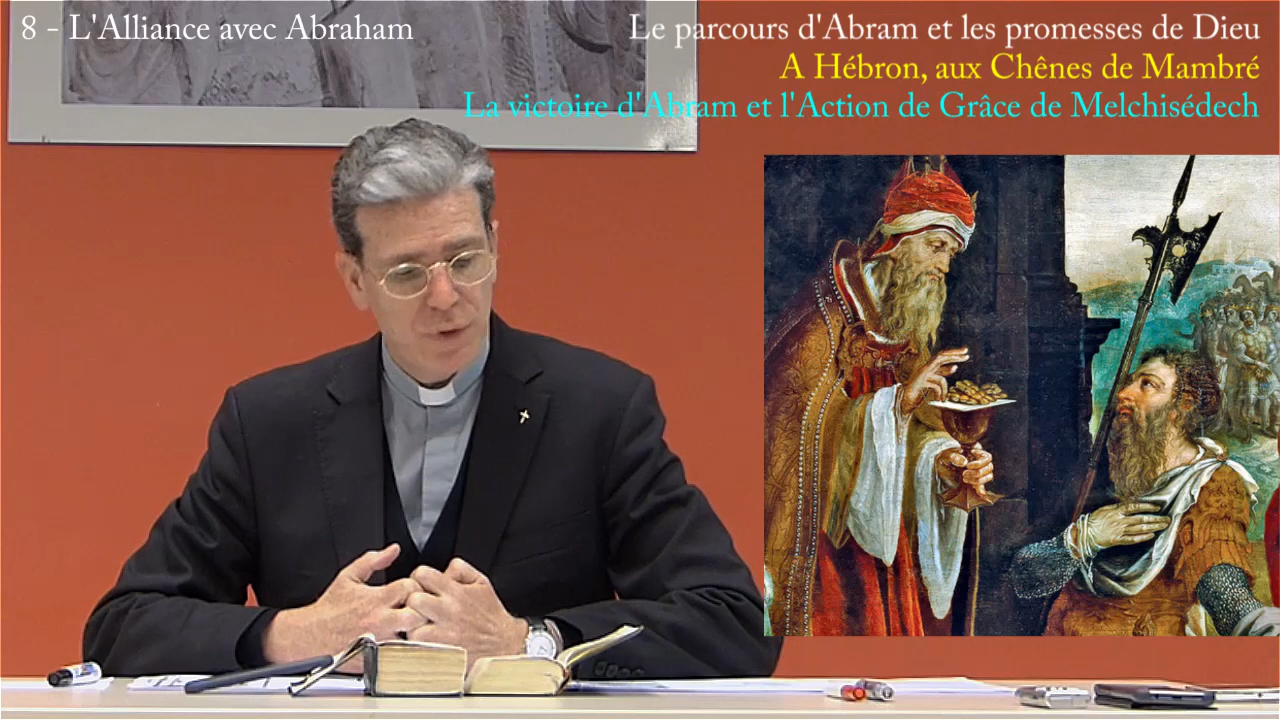 8 - L'Alliance avec Abraham
Le parcours d'Abram et les promesses de Dieu
A Hébron, aux Chênes de Mambré
La victoire d'Abram et l'Action de Grâce de Melchisédech